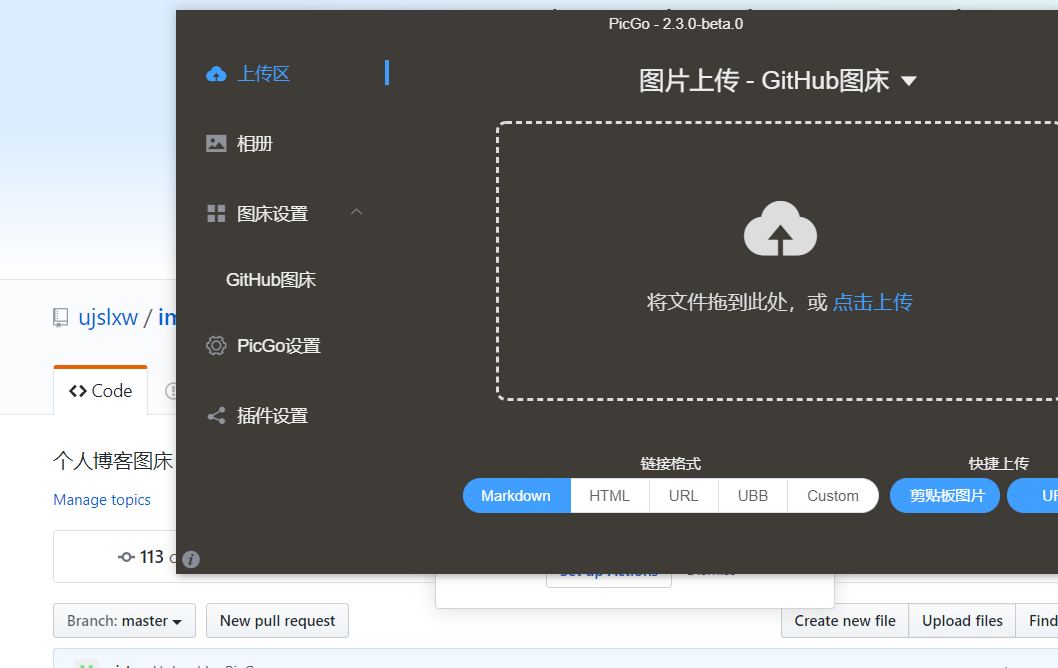 PicGo - 2.3.0-beta.0
上传区
图片上传 - GitHub图床
相册
图床设置
GitHub图床
将文件拖到此处，或 点击上传
ujslxw /
PicGo设置
Code
插件设置
个人博客图床
链接格式
快捷上传
Manage topics
Markdown HTML URL UBB Custom
剪贴板图片
113
Branch: master
New pull request
Create new file
Upload files
Find